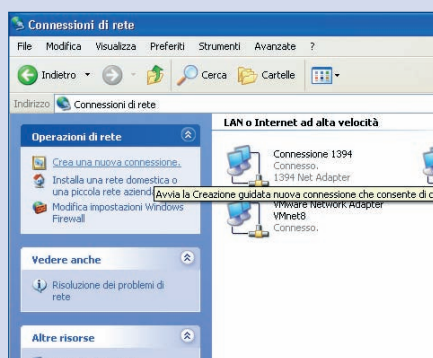 Connessioni di rete
File Modifica Visualizza Preferiti Strumenti Avanzate ?
Indietro Cerca Cartelle
Indirizzo Connessioni di rete
Operazioni di rete
Crea una nuova connessione.
Installa una rete domestica o
una piccola rete
Modifica impostazioni Windows
Firewall
Vedere anche
Risoluzione dei problemi di
rete
Altre risorse
LAN o Internet ad alta velocità
Connessione 1394
Connesso.
1394 Net Adapter
Avvia la Creazione guidata nuova connessione che consente di
VMware Network Adapter
VMnet8
Connesso.